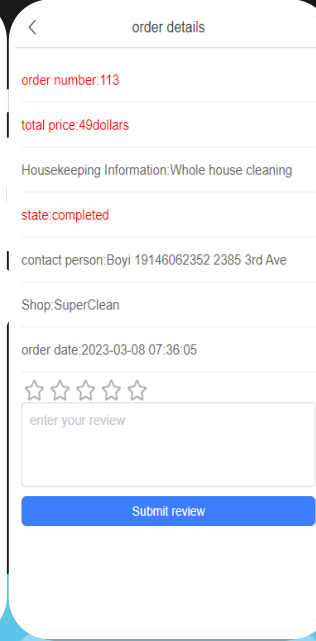 order details
order number:113
total price:49dollars
Housekeeping Information:Whole house cleaning
state:completed
contact person:Boyi 19146062352 2385 3rd Ave
Shop:SuperClean
order date:2023-03-08 07:36:05
enter your review
Submit review